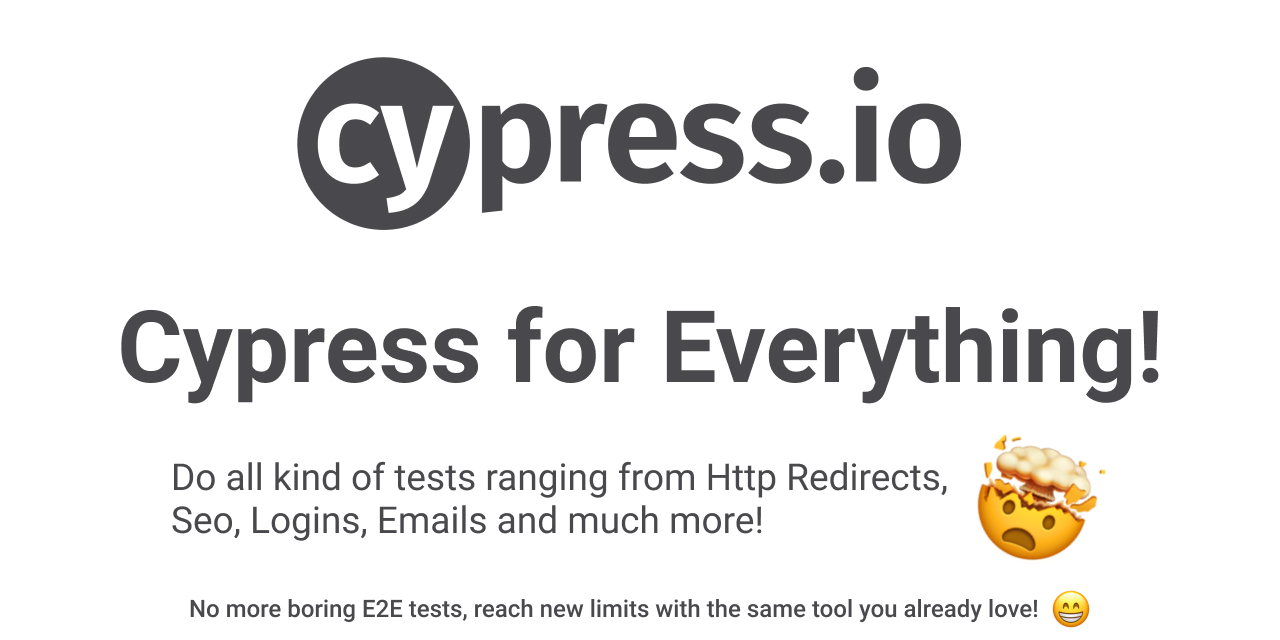 cypress.io
Cypress for Everything!
Do all kind of tests ranging from Http Redirects,
Seo, Logins, Emails and much more!
No more boring E2E tests, reach new limits with the same tool you already love!